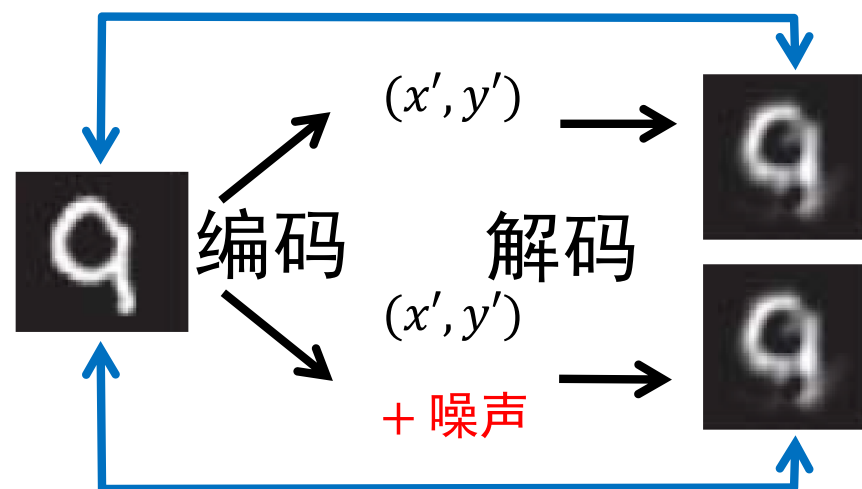 (x′, y′)
编码
解码
(x′, y′)
+ 噪声